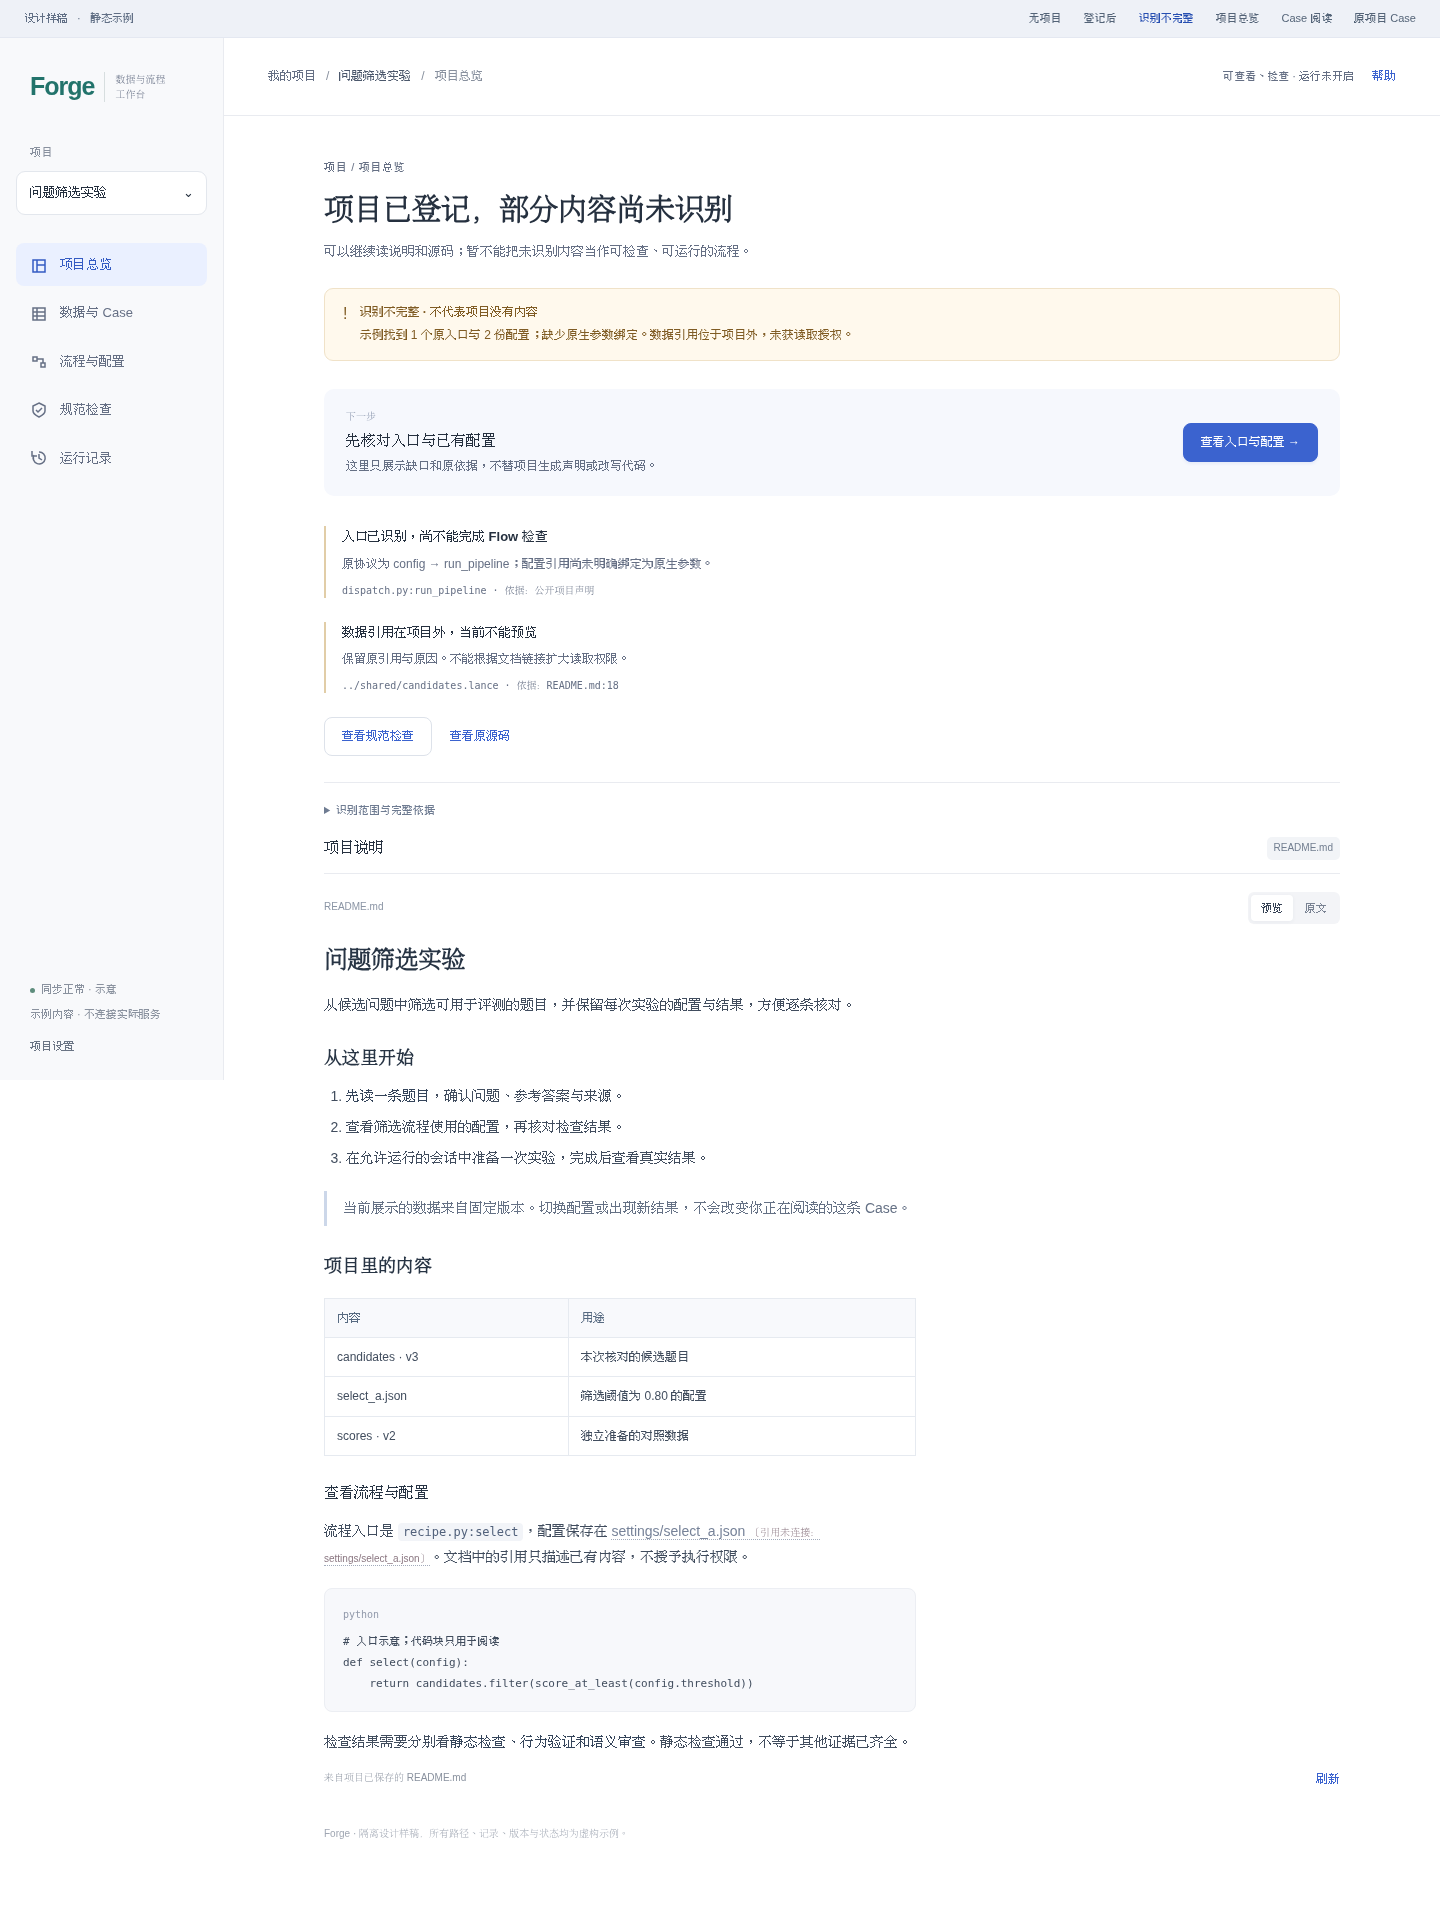 设计样稿 · 静态示例
无项目 登记后 识别不完整 项目总览 Case 阅读 原项目 Case
Forge 数据与流程
工作台
我的项目 / 问题筛选实验 / 项目总览
可查看、检查 · 运行未开启 帮助
项目
问题筛选实验
项目总览
数据与 Case
流程与配置
规范检查
运行记录
同步正常 · 示意
示例内容 · 不连接实际服务
项目设置
项目 / 项目总览
项目已登记，部分内容尚未识别
可以继续读说明和源码；暂不能把未识别内容当作可检查、可运行的流程。
! 识别不完整 · 不代表项目没有内容
示例找到 1 个原入口与 2 份配置；缺少原生参数绑定。数据引用位于项目外，未获读取授权。
下一步
先核对入口与已有配置
这里只展示缺口和原依据，不替项目生成声明或改写代码。
查看入口与配置 →
入口已识别，尚不能完成 Flow 检查
原协议为 config → run_pipeline；配置引用尚未明确绑定为原生参数。
dispatch.py:run_pipeline · 依据: 公开项目声明
数据引用在项目外，当前不能预览
保留原引用与原因。不能根据文档链接扩大读取权限。
../shared/candidates.lance · 依据: README.md:18
查看规范检查 查看原源码
▶ 识别范围与完整依据
项目说明 README.md
README.md 预览 原文
问题筛选实验
从候选问题中筛选可用于评测的题目，并保留每次实验的配置与结果，方便逐条核对。
从这里开始
1. 先读一条题目，确认问题、参考答案与来源。
2. 查看筛选流程使用的配置，再核对检查结果。
3. 在允许运行的会话中准备一次实验，完成后查看真实结果。
当前展示的数据来自固定版本。切换配置或出现新结果，不会改变你正在阅读的这条 Case。
项目里的内容
内容 用途
candidates · v3 本次核对的候选题目
select_a.json 筛选阈值为 0.80 的配置
scores · v2 独立准备的对照数据
查看流程与配置
流程入口是 recipe.py:select，配置保存在 settings/select_a.json〔引用未连接:
settings/select_a.json〕。文档中的引用只描述已有内容，不授予执行权限。
python
# 入口示意；代码块只用于阅读
def select(config):
    return candidates.filter(score_at_least(config.threshold))
检查结果需要分别看静态检查、行为验证和语义审查。静态检查通过，不等于其他证据已齐全。
来自项目已保存的 README.md 刷新
Forge · 隔离设计样稿。所有路径、记录、版本与状态均为虚构示例。